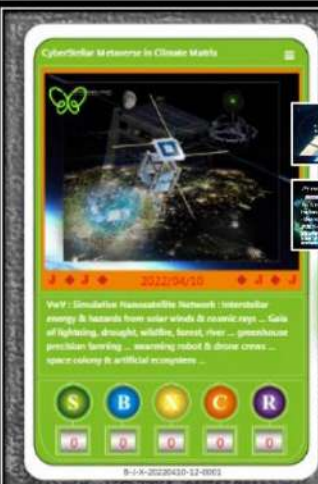 CyberStellar Metaverse in Climate Matrix
J ◆ J ◆ 2022/04/10 ◆ J ◆ J
VwV : Simulation Nanosatellite Network : Interstellar
energy & hazards from solar winds & cosmic rays ... Gaia
of lightning, drought, wildfire, forest, river ... greenhouse
precision farming ... swarming robot & drone crews ...
space colony & artificial ecosystem ...
S B X C R
0 0 0 0 0
B-J-X-20220410-12-0001